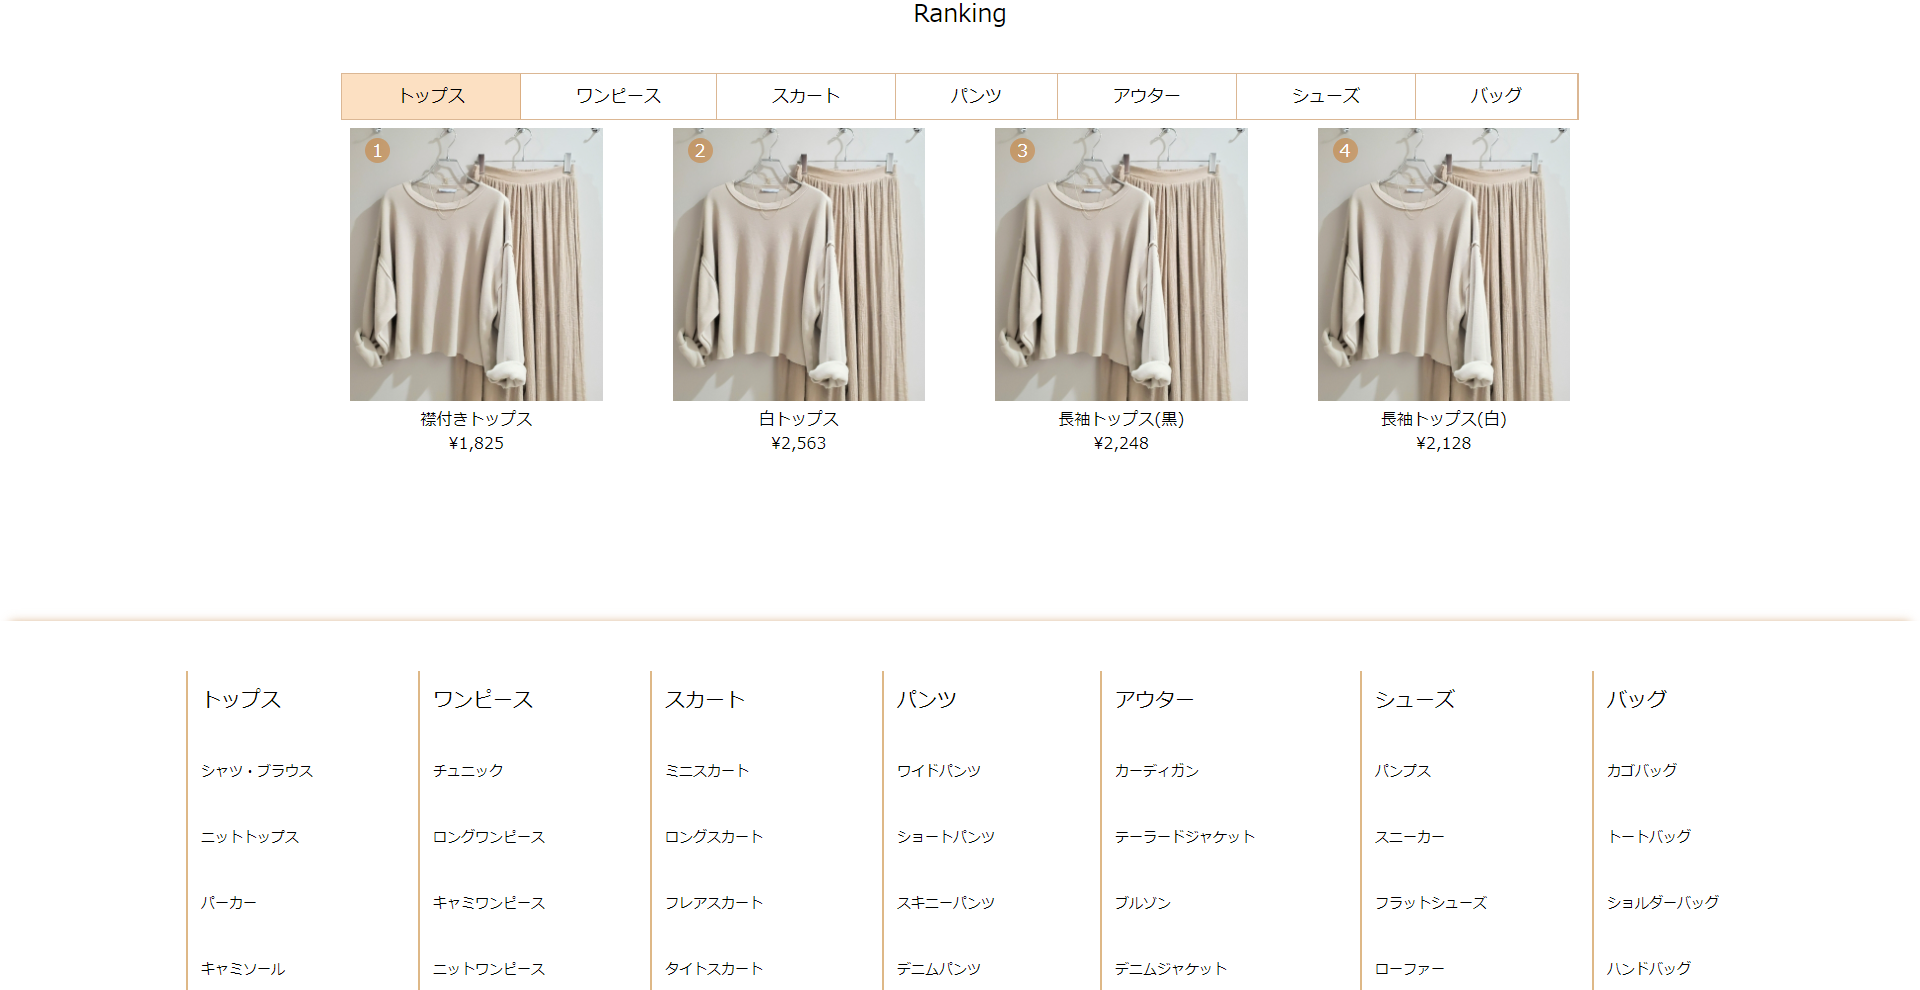 Ranking
トップス ワンピース スカート パンツ アウター シューズ バッグ
1 2 3 4
襟付きトップス 白トップス 長袖トップス(黒) 長袖トップス(白)
¥1,825 ¥2,563 ¥2,248 ¥2,128
トップス ワンピース スカート パンツ アウター シューズ バッグ
シャツ・ブラウス チュニック ミニスカート ワイドパンツ カーディガン パンプス カゴバッグ
ニットトップス ロングワンピース ロングスカート ショートパンツ テーラードジャケット スニーカー トートバッグ
パーカー キャミワンピース フレアスカート スキニーパンツ ブルゾン フラットシューズ ショルダーバッグ
キャミソール ニットワンピース タイトスカート デニムパンツ デニムジャケット ローファー ハンドバッグ